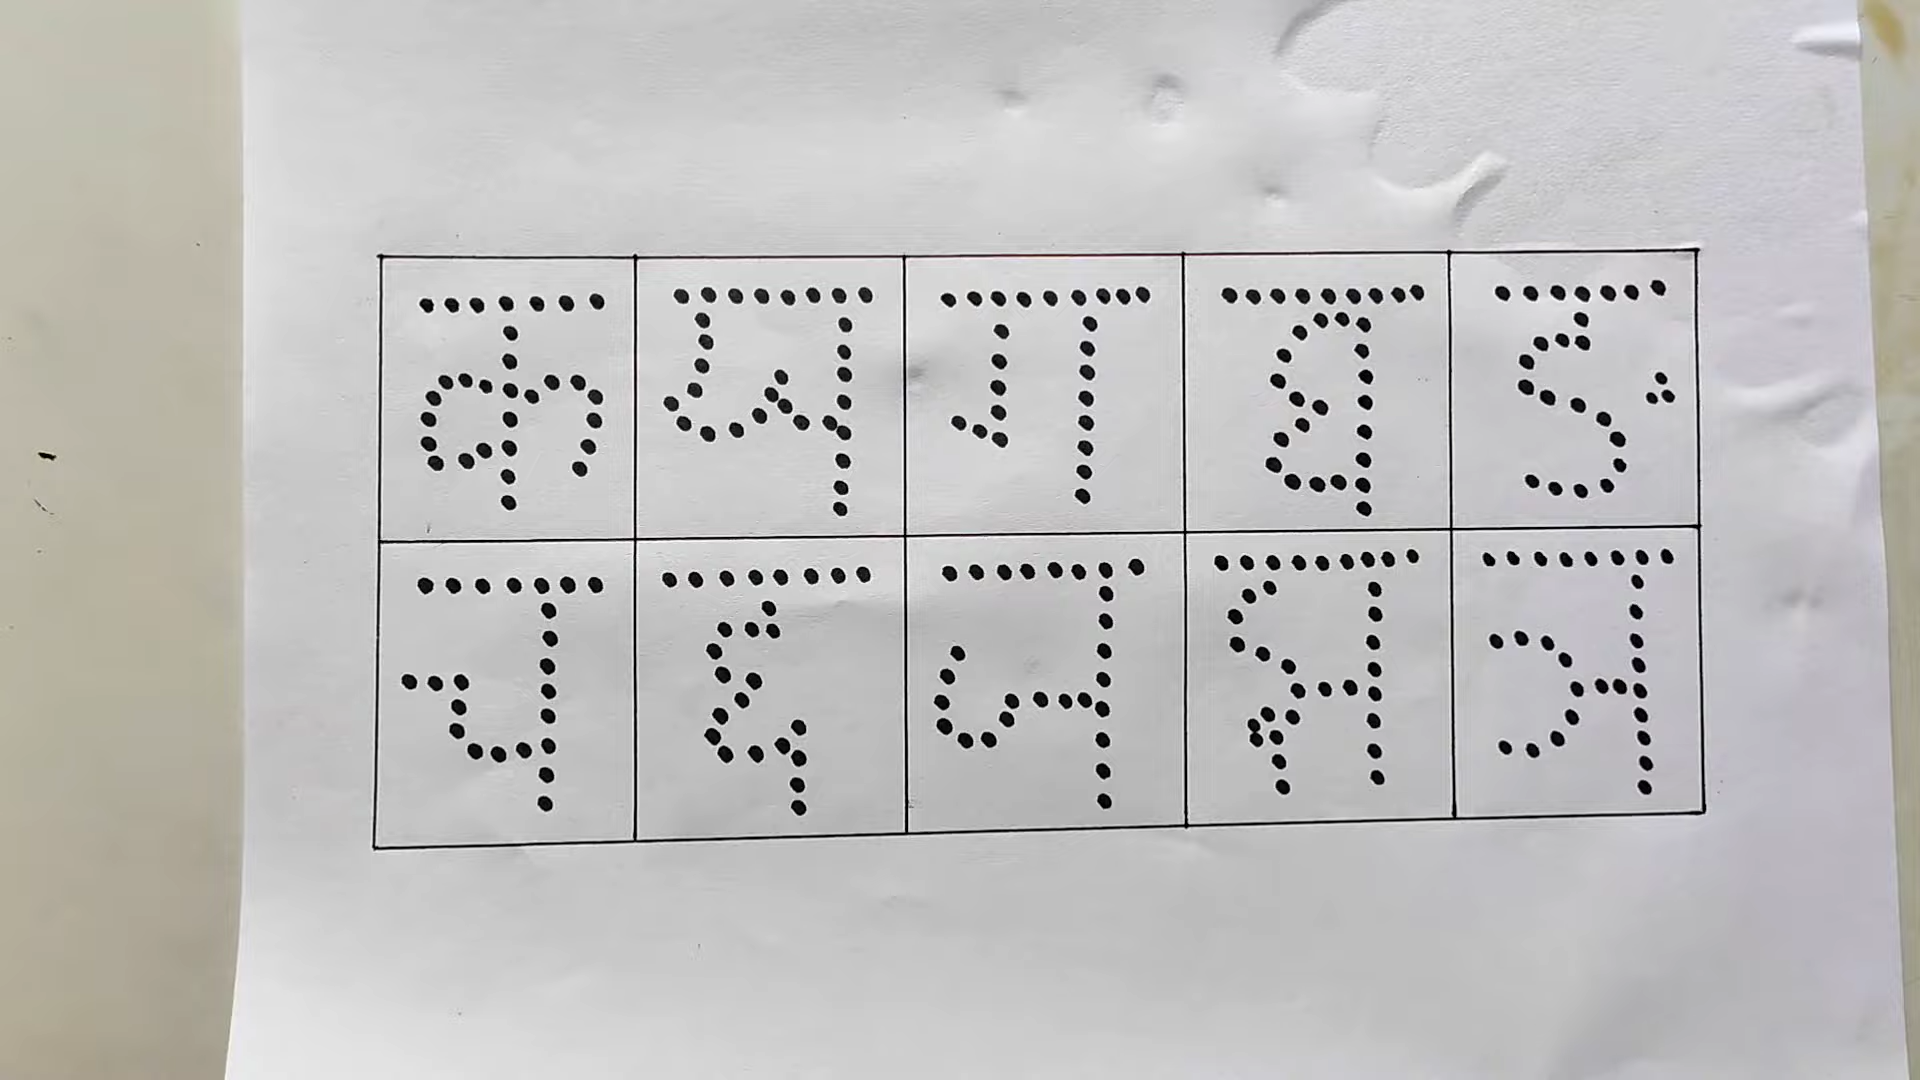 क ख ग घ ङ
च छ ज झ ञ